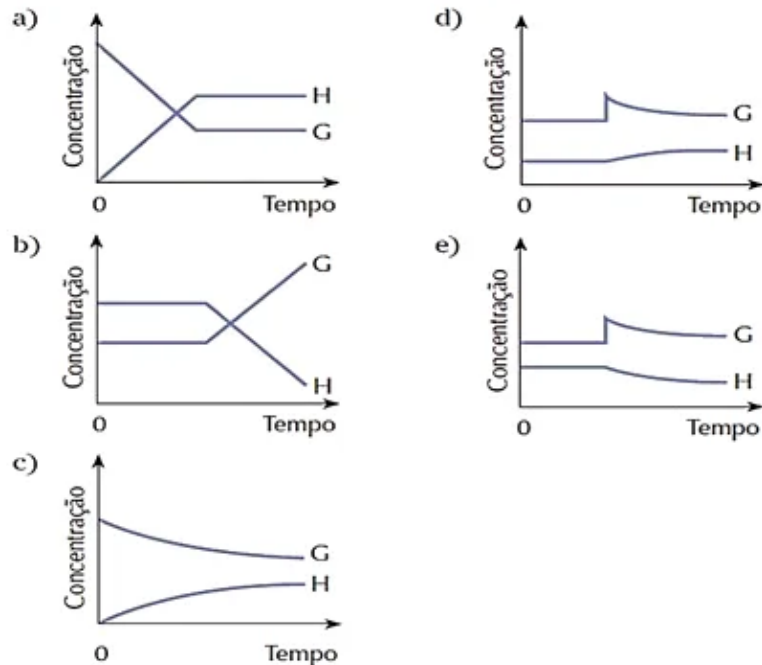 a)
Concentração
H
G
0
Tempo
b)
Concentração
G
H
0
Tempo
c)
Concentração
G
H
0
Tempo
d)
Concentração
G
H
0
Tempo
e)
Concentração
G
H
0
Tempo